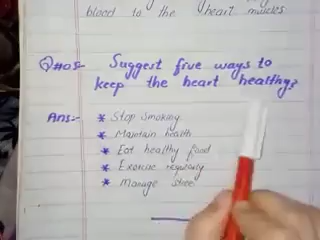 blood to the heart muscles
Q#03:- Suggest five ways to
keep the heart healthy?
Ans:- * Stop Smoking
* Maintain health
* Eat healthy food
* Exercise regularly
* Manage stress